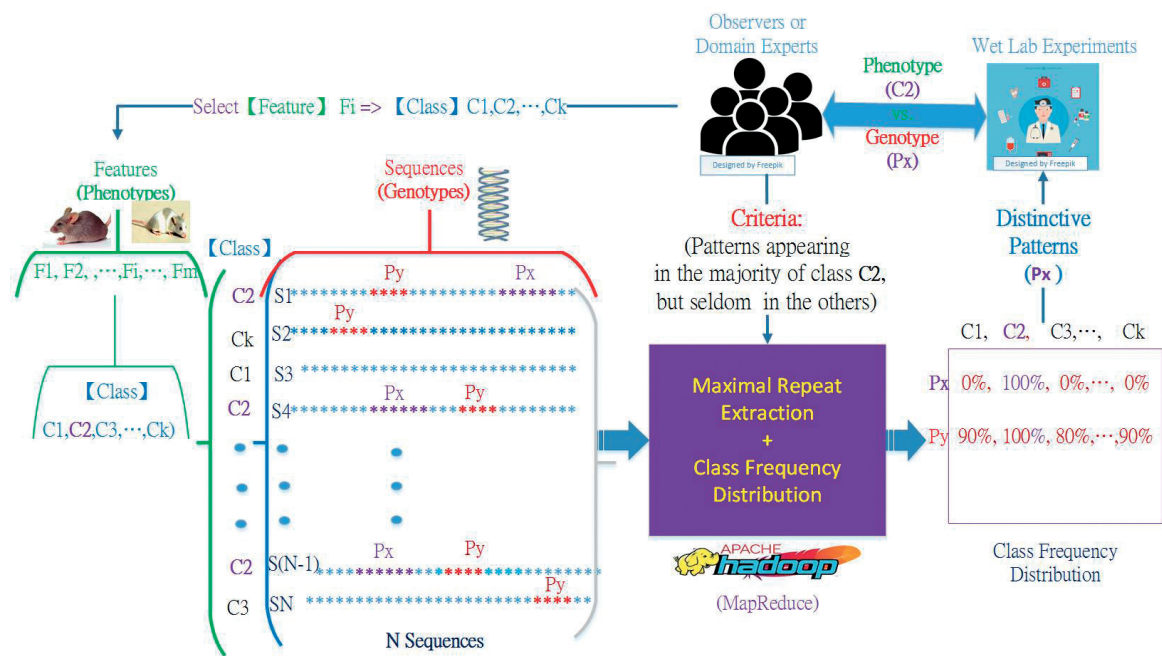 Observers or
Domain Experts
Wet Lab Experiments
Phenotype
(C2)
vs.
Genotype
(Px)
Designed by Freepik
Designed by Freepik
Select【Feature】 Fi => 【Class】 C1,C2,⋯,Ck
Features
(Phenotypes)
Sequences
(Genotypes)
Criteria:
(Patterns appearing
in the majority of class C2,
but seldom in the others)
Distinctive
Patterns
(Px )
F1, F2, ,⋯,Fi,⋯, Fm
【Class】
C1,C2,C3,⋯,Ck)
【Class】
Py Px
C2 S1 ****************************
Py
Ck S2 ****************************
C1 S3 ****************************
Px Py
C2 S4 ****************************
Px Py
C2 S(N-1) ****************************
Py
C3 SN ****************************
N Sequences
Maximal Repeat
Extraction
+
Class Frequency
Distribution
APACHE
hadoop
(MapReduce)
C1, C2, C3,⋯, Ck
Px 0%, 100%, 0%,⋯, 0%
Py 90%, 100%, 80%,⋯,90%
Class Frequency
Distribution